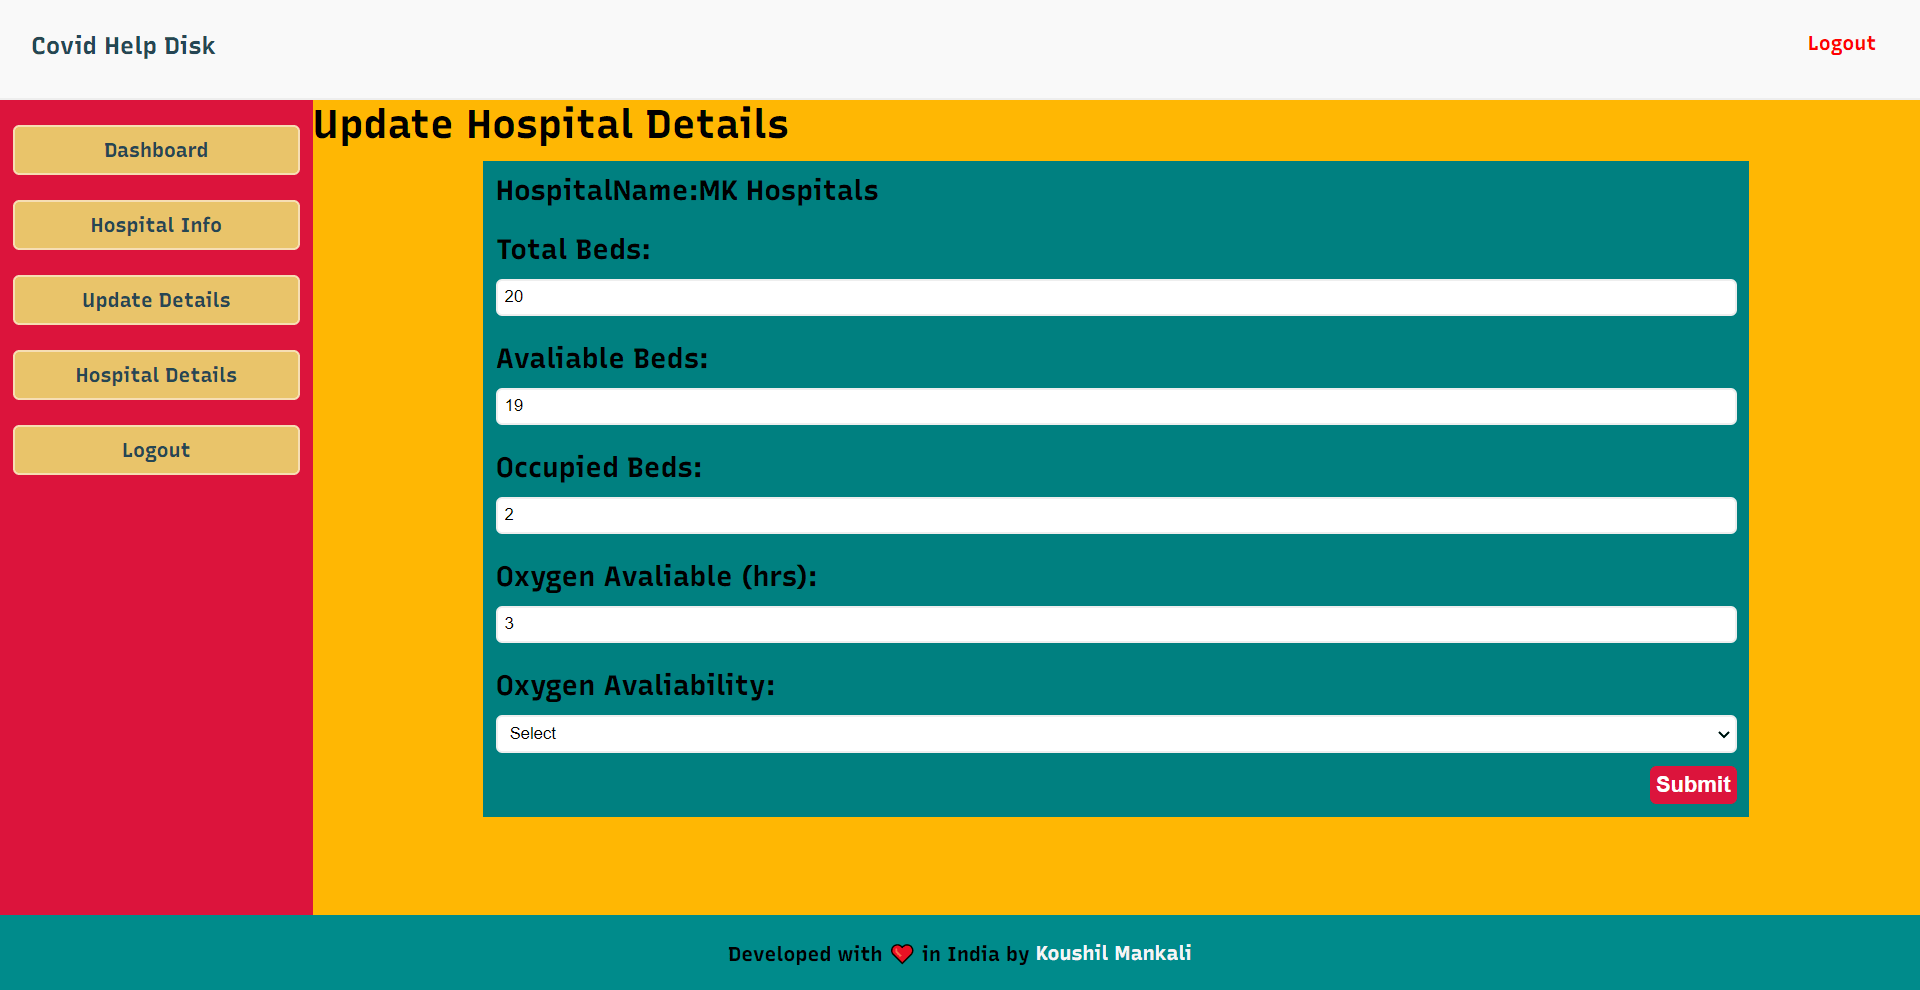 Covid Help Disk
Logout
Dashboard
Hospital Info
Update Details
Hospital Details
Logout
Update Hospital Details
HospitalName:MK Hospitals
Total Beds:
20
Avaliable Beds:
19
Occupied Beds:
2
Oxygen Avaliable (hrs):
3
Oxygen Avaliability:
Select
Submit
Developed with ❤️ in India by Koushil Mankali